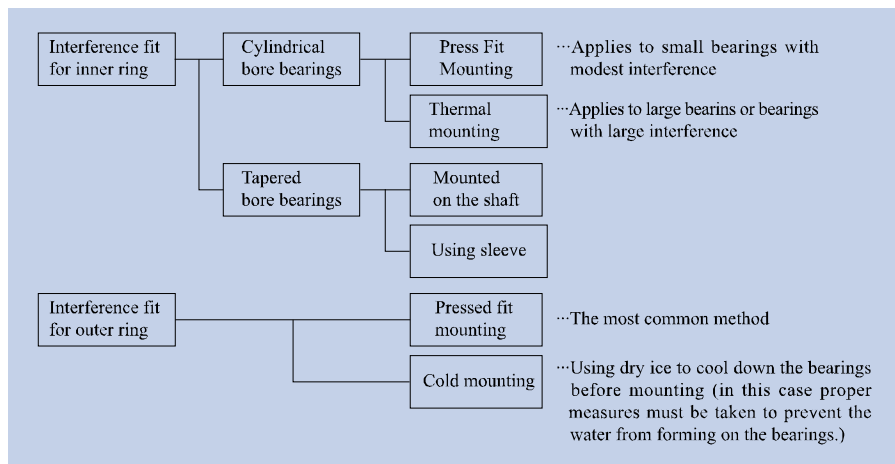 Interference fit
for inner ring
Cylindrical
bore bearings
Press Fit
Mounting
···Applies to small bearings with
modest interference
Thermal
mounting
···Applies to large bearins or bearings
with large interference
Tapered
bore bearings
Mounted
on the shaft
Using sleeve
Interference fit
for outer ring
Pressed fit
mounting
···The most common method
Cold mounting
···Using dry ice to cool down the bearings
before mounting (in this case proper
measures must be taken to prevent the
water from forming on the bearings.)